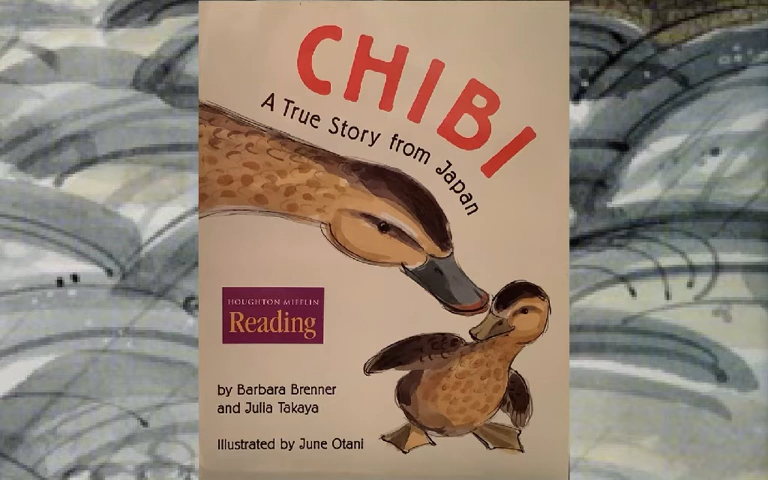 CHIBI
A True Story from Japan
HOUGHTON MIFFLIN
Reading
by Barbara Brenner
and Julia Takaya
Illustrated by June Otani